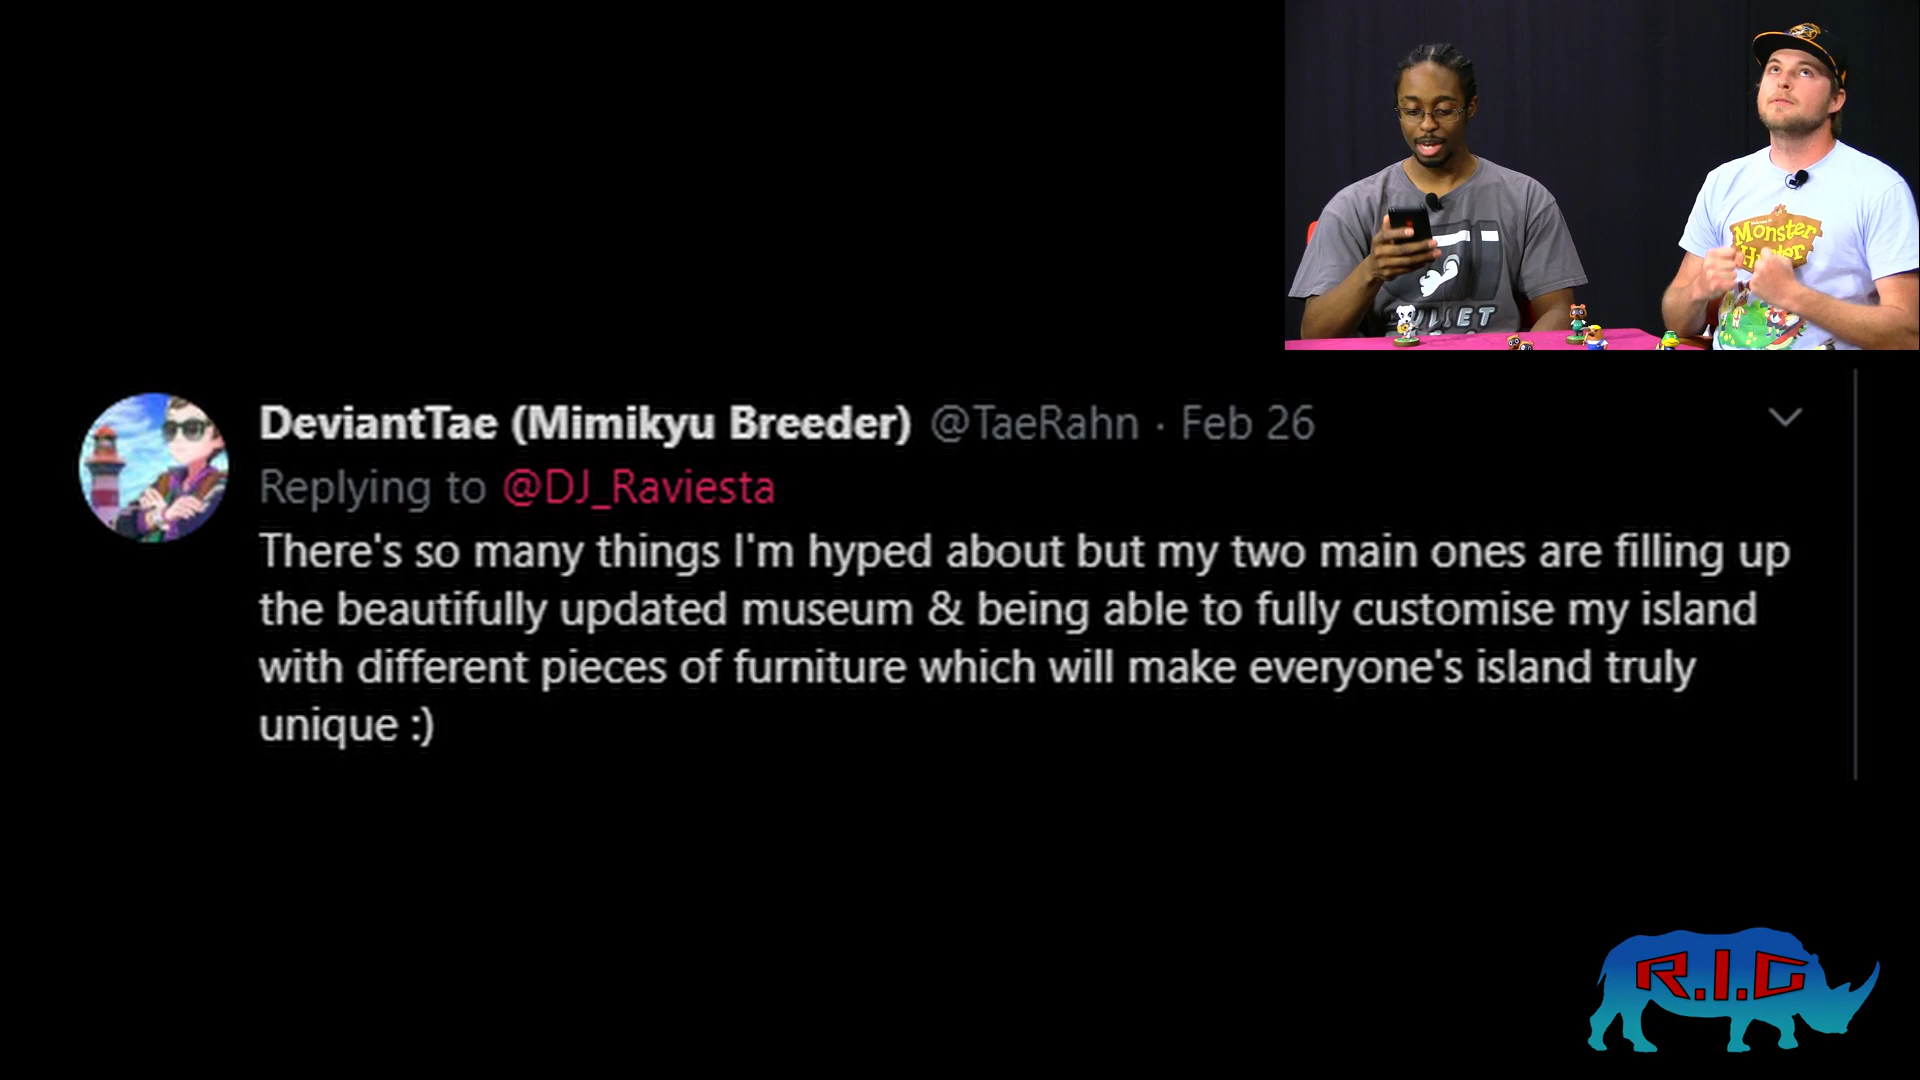 Monster
Hunter
DeviantTae (Mimikyu Breeder) @TaeRahn · Feb 26
Replying to @DJ_Raviesta
There's so many things I'm hyped about but my two main ones are filling up
the beautifully updated museum & being able to fully customise my island
with different pieces of furniture which will make everyone's island truly
unique :)
R.I.G